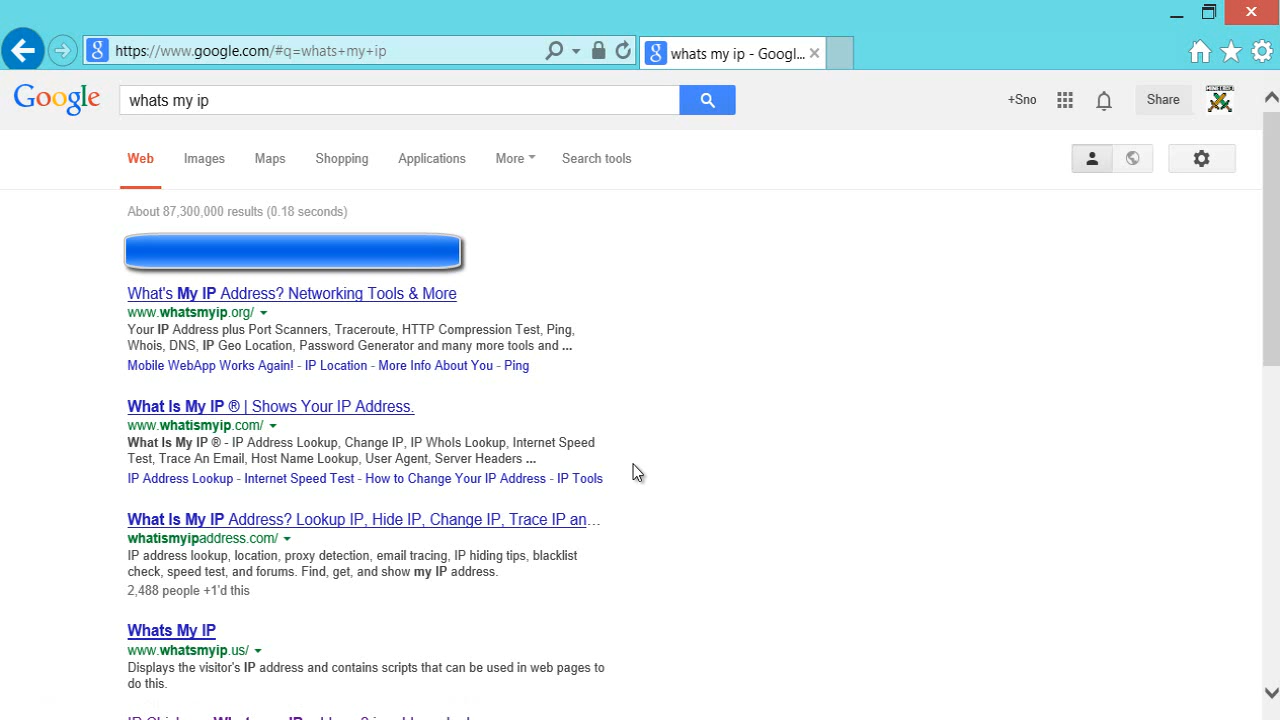 https://www.google.com/#q=whats+my+ip
whats my ip - Googl...
Google
whats my ip
+Sno
Share
Web
Images
Maps
Shopping
Applications
More
Search tools
About 87,300,000 results (0.18 seconds)
What's My IP Address? Networking Tools & More
www.whatsmyip.org/
Your IP Address plus Port Scanners, Traceroute, HTTP Compression Test, Ping,
Whois, DNS, IP Geo Location, Password Generator and many more tools and ...
Mobile WebApp Works Again! - IP Location - More Info About You - Ping
What Is My IP ® | Shows Your IP Address.
www.whatismyip.com/
What Is My IP ® - IP Address Lookup, Change IP, IP WhoIs Lookup, Internet Speed
Test, Trace An Email, Host Name Lookup, User Agent, Server Headers ...
IP Address Lookup - Internet Speed Test - How to Change Your IP Address - IP Tools
What Is My IP Address? Lookup IP, Hide IP, Change IP, Trace IP an...
whatismyipaddress.com/
IP address lookup, location, proxy detection, email tracing, IP hiding tips, blacklist
check, speed test, and forums. Find, get, and show my IP address.
2,488 people +1'd this
Whats My IP
www.whatsmyip.us/
Displays the visitor's IP address and contains scripts that can be used in web pages to
do this.